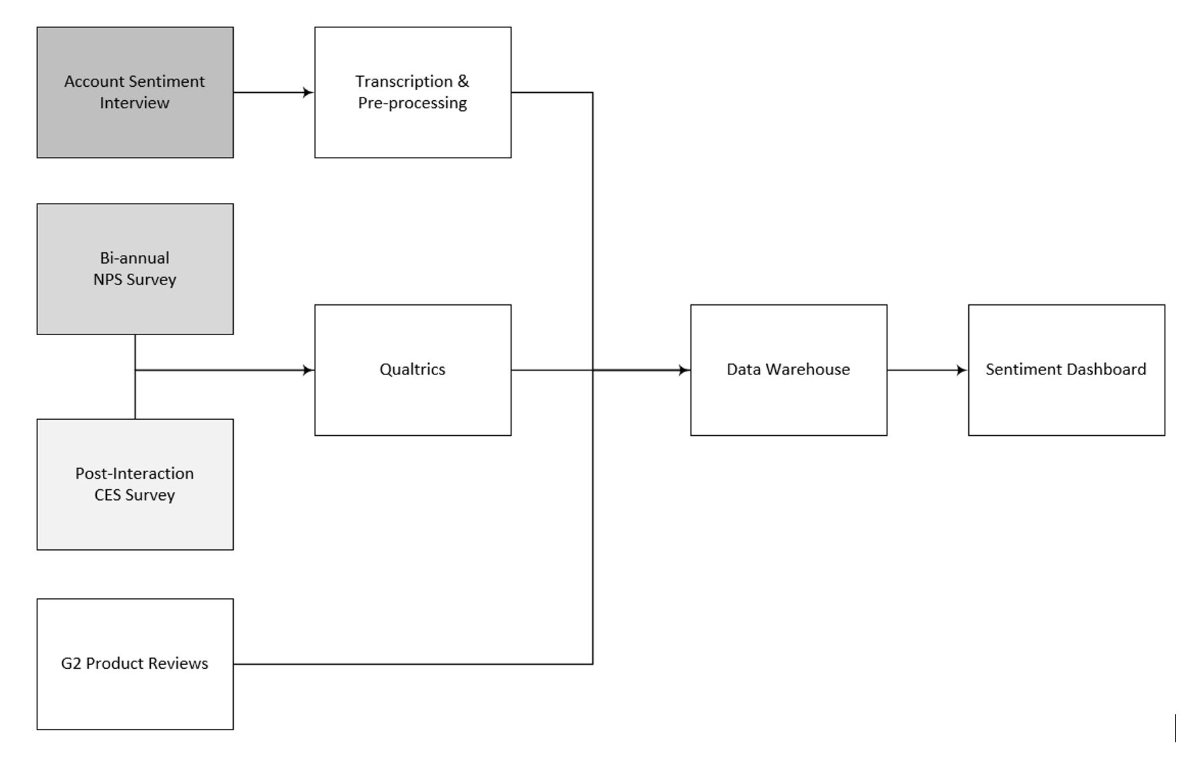 Account Sentiment
Interview
Transcription &
Pre-processing
Bi-annual
NPS Survey
Qualtrics
Data Warehouse
Sentiment Dashboard
Post-Interaction
CES Survey
G2 Product Reviews